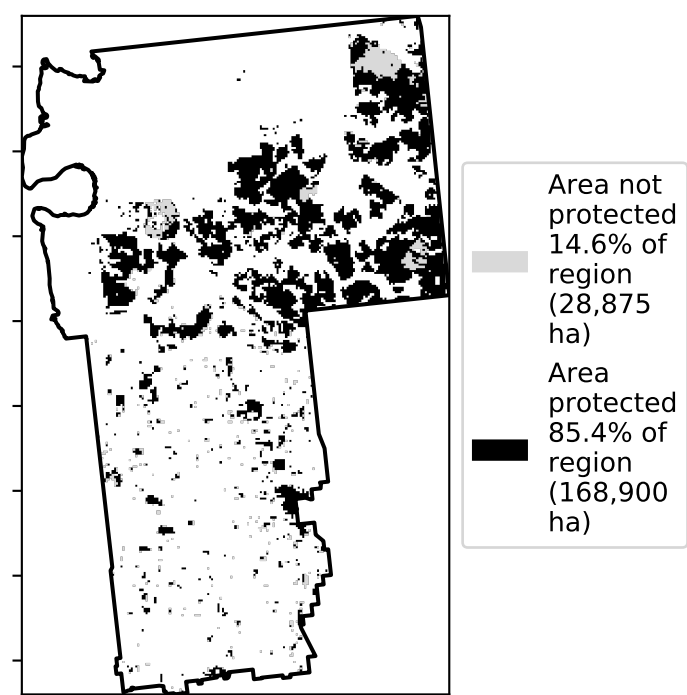 Area not
protected
14.6% of
region
(28,875
ha)
Area
protected
85.4% of
region
(168,900
ha)